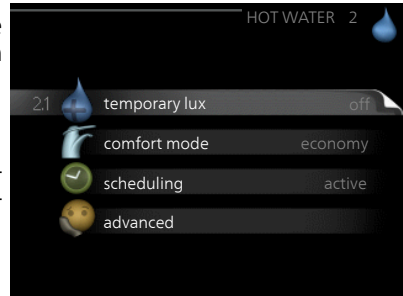 HOT WATER 2
2.1 temporary lux off
comfort mode economy
scheduling active
advanced